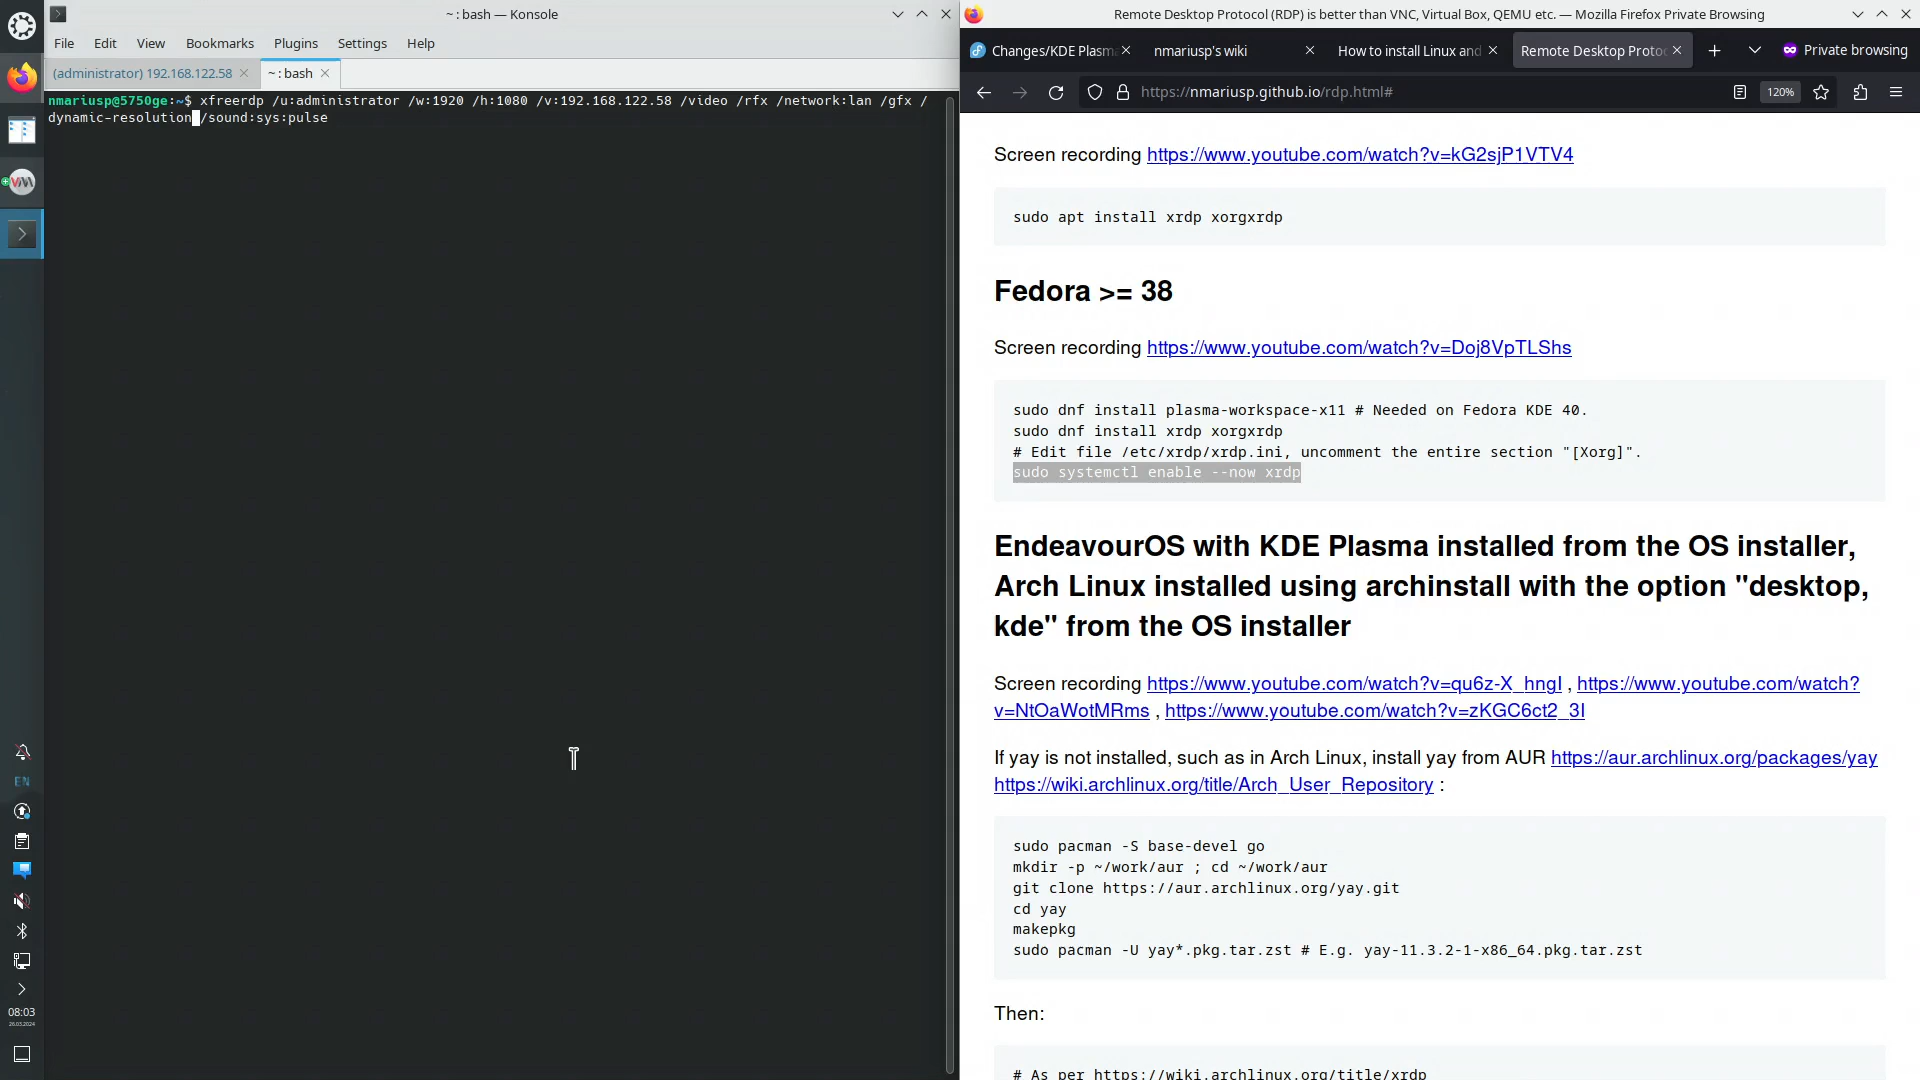 ~ : bash — Konsole
File Edit View Bookmarks Plugins Settings Help
(administrator) 192.168.122.58
~ : bash
nmariusp@5750ge:~$ xfreerdp /u:administrator /w:1920 /h:1080 /v:192.168.122.58 /video /rfx /network:lan /gfx /
dynamic-resolution /sound:sys:pulse
EN
08:03
26.03.2024
Remote Desktop Protocol (RDP) is better than VNC, Virtual Box, QEMU etc. — Mozilla Firefox Private Browsing
Changes/KDE Plasma
nmariusp's wiki
How to install Linux and
Remote Desktop Proto
Private browsing
https://nmariusp.github.io/rdp.html#
120%
Screen recording https://www.youtube.com/watch?v=kG2sjP1VTV4
sudo apt install xrdp xorgxrdp
Fedora >= 38
Screen recording https://www.youtube.com/watch?v=Doj8VpTLShs
sudo dnf install plasma-workspace-x11 # Needed on Fedora KDE 40.
sudo dnf install xrdp xorgxrdp
# Edit file /etc/xrdp/xrdp.ini, uncomment the entire section "[Xorg]".
sudo systemctl enable --now xrdp
EndeavourOS with KDE Plasma installed from the OS installer,
Arch Linux installed using archinstall with the option "desktop,
kde" from the OS installer
Screen recording https://www.youtube.com/watch?v=qu6z-X_hngI , https://www.youtube.com/watch?
v=NtOaWotMRms , https://www.youtube.com/watch?v=zKGC6ct2_3I
If yay is not installed, such as in Arch Linux, install yay from AUR https://aur.archlinux.org/packages/yay
https://wiki.archlinux.org/title/Arch_User_Repository :
sudo pacman -S base-devel go
mkdir -p ~/work/aur ; cd ~/work/aur
git clone https://aur.archlinux.org/yay.git
cd yay
makepkg
sudo pacman -U yay*.pkg.tar.zst # E.g. yay-11.3.2-1-x86_64.pkg.tar.zst
Then:
# As per https://wiki.archlinux.org/title/xrdp